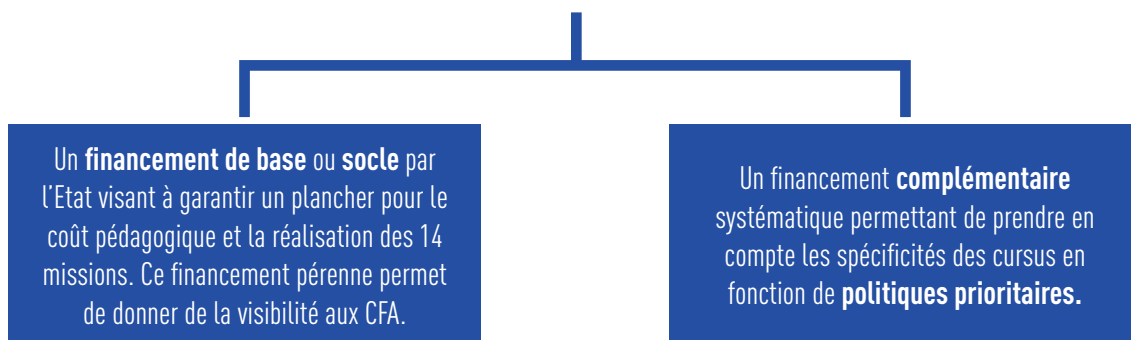 Un financement de base ou socle par
l'Etat visant à garantir un plancher pour le
coût pédagogique et la réalisation des 14
missions. Ce financement pérenne permet
de donner de la visibilité aux CFA.
Un financement complémentaire
systématique permettant de prendre en
compte les spécificités des cursus en
fonction de politiques prioritaires.